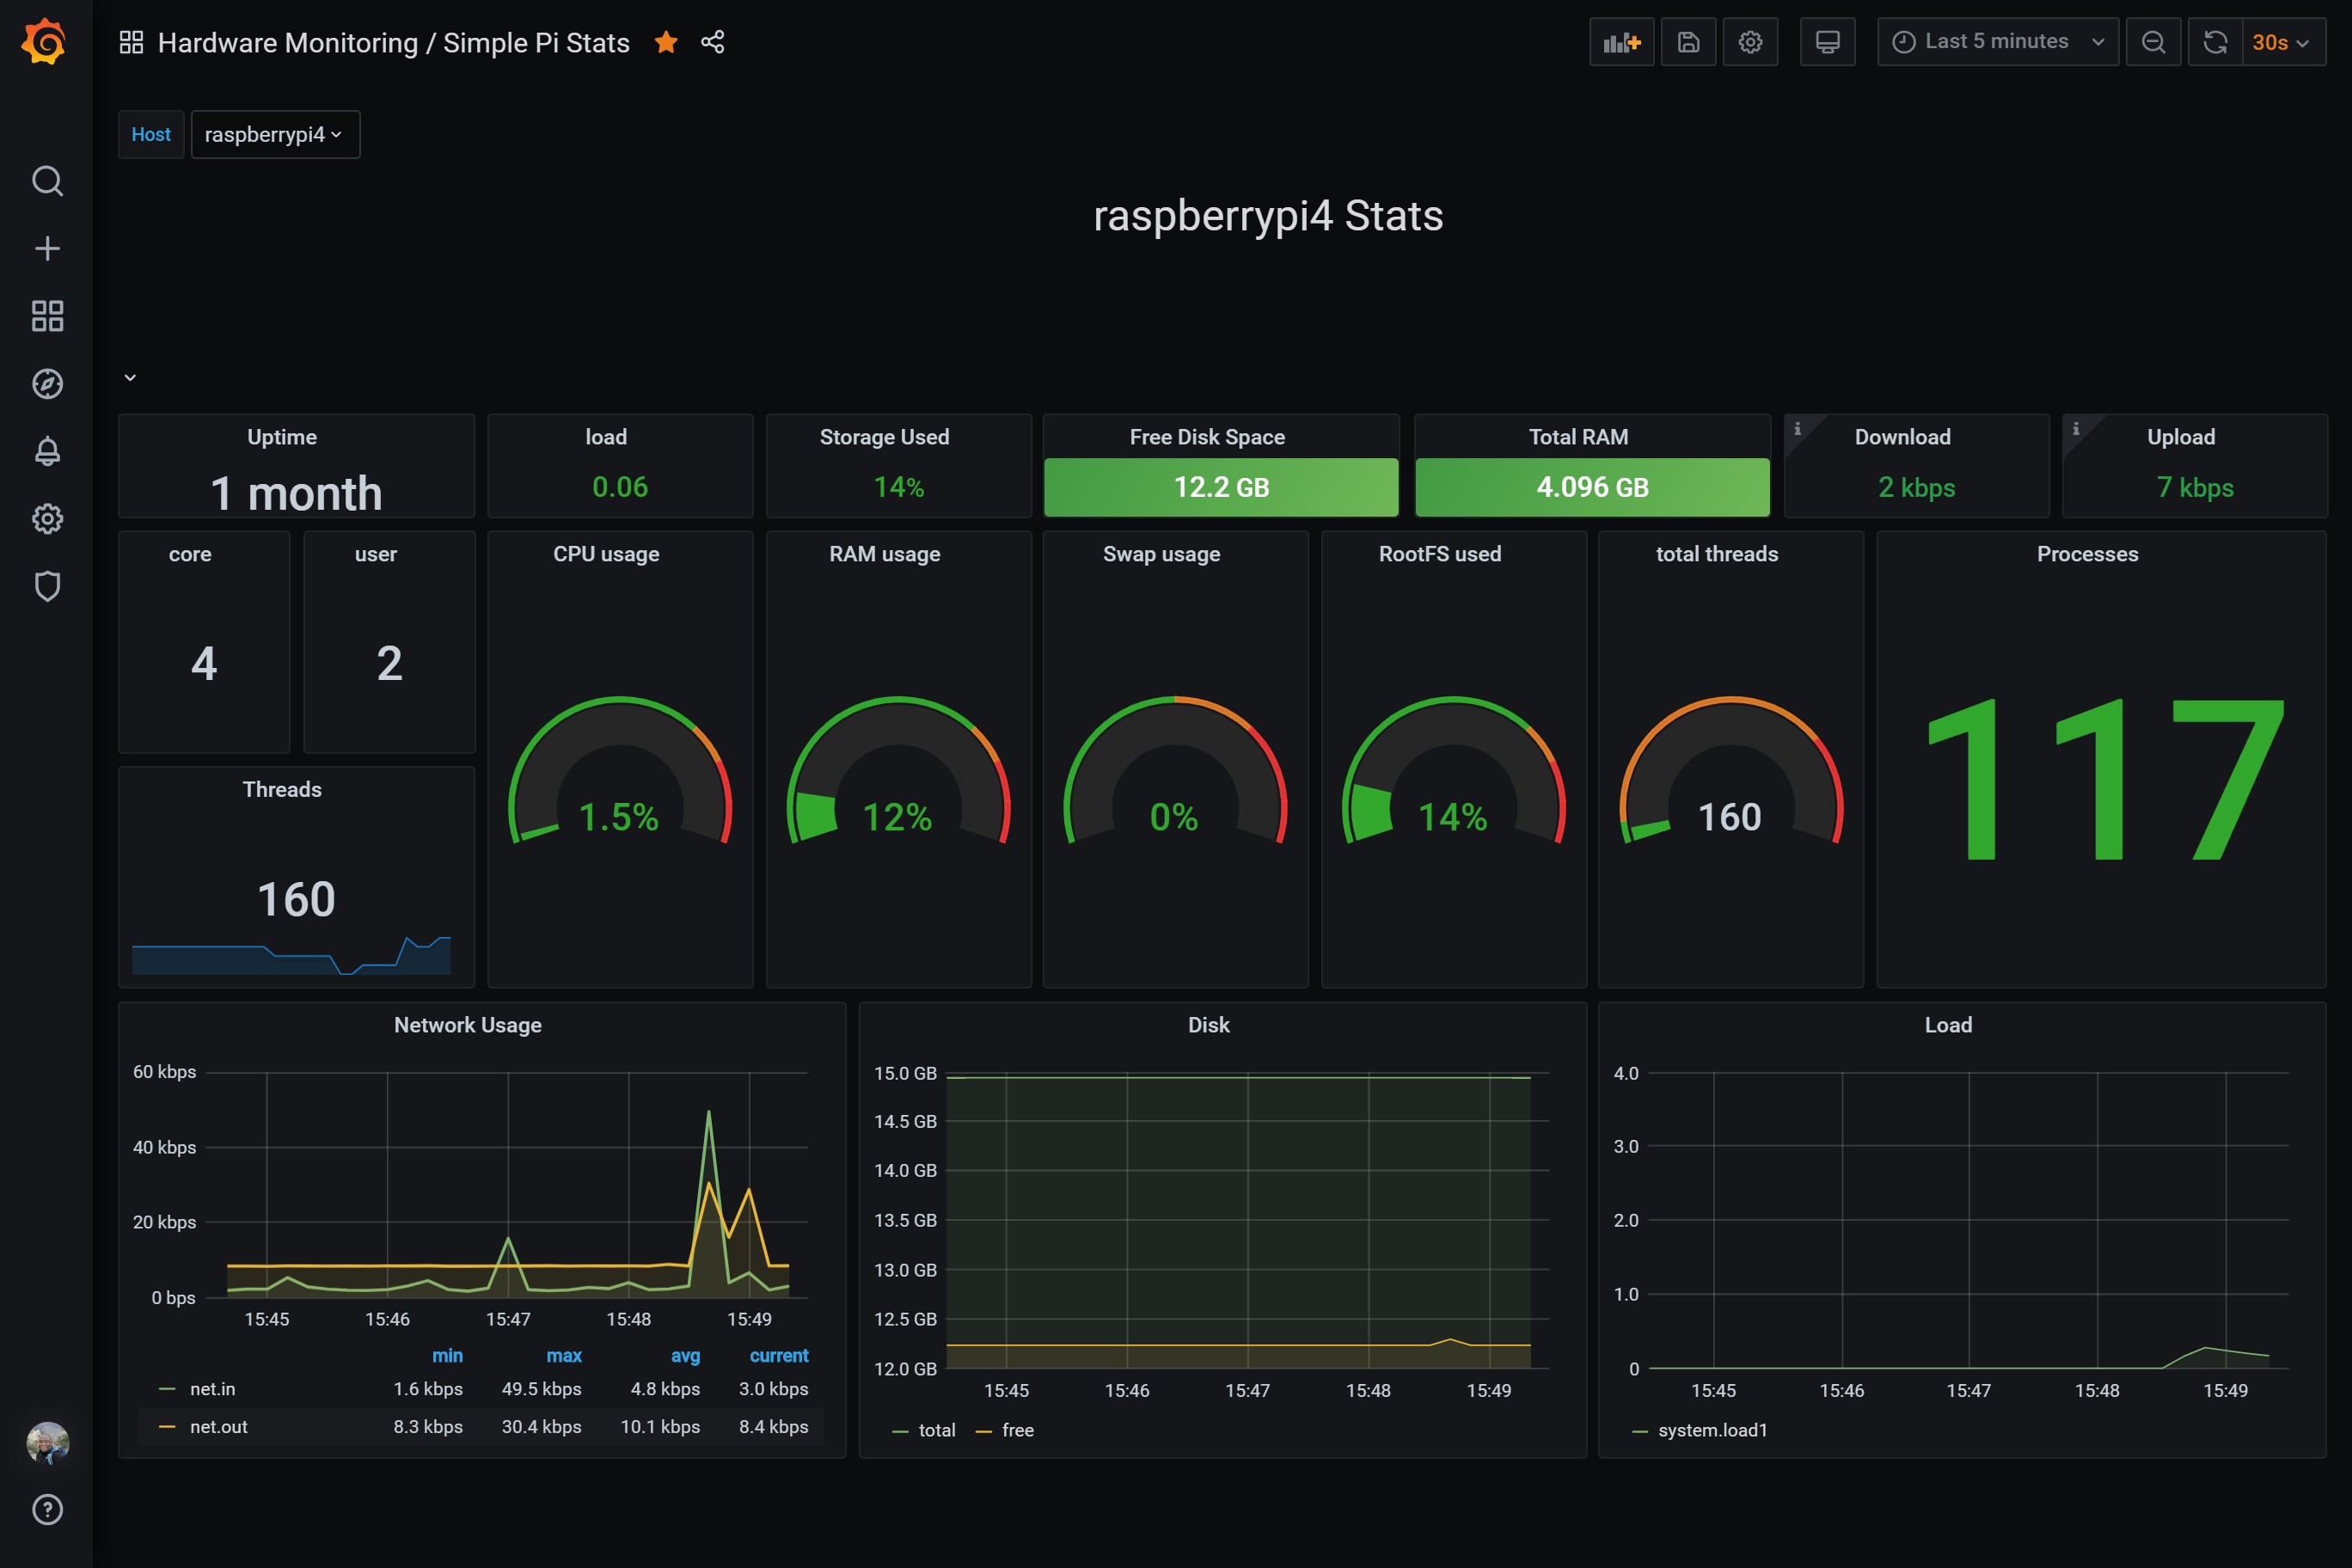 Hardware Monitoring / Simple Pi Stats
Last 5 minutes
30s
Host
raspberrypi4
raspberrypi4 Stats
Uptime
1 month
load
0.06
Storage Used
14%
Free Disk Space
12.2 GB
Total RAM
4.096 GB
i
Download
2 kbps
i
Upload
7 kbps
core
4
user
2
Threads
160
CPU usage
1.5%
RAM usage
12%
Swap usage
0%
RootFS used
14%
total threads
160
Processes
117
Network Usage
60 kbps
40 kbps
20 kbps
0 bps
15:45 15:46 15:47 15:48 15:49
min max avg current
net.in 1.6 kbps 49.5 kbps 4.8 kbps 3.0 kbps
net.out 8.3 kbps 30.4 kbps 10.1 kbps 8.4 kbps
Disk
15.0 GB
14.5 GB
14.0 GB
13.5 GB
13.0 GB
12.5 GB
12.0 GB
15:45 15:46 15:47 15:48 15:49
total free
Load
4.0
3.0
2.0
1.0
0
15:45 15:46 15:47 15:48 15:49
system.load1
?